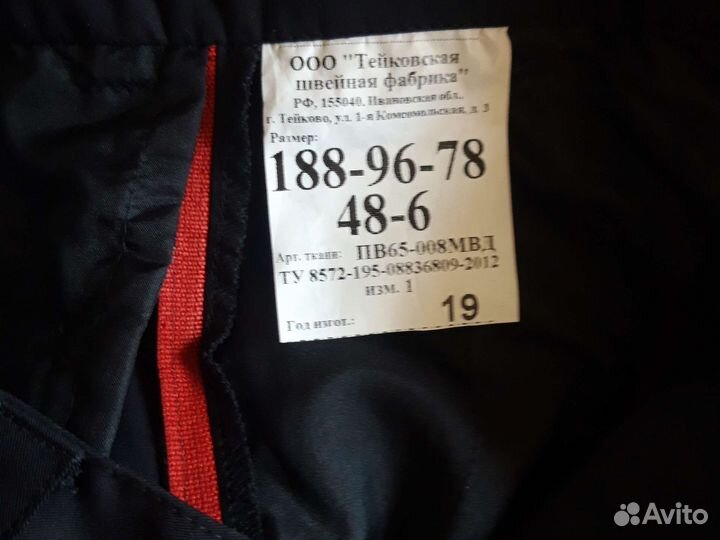 ООО "Тейковская
швейная фабрика"
РФ, 155040, Ивановская обл.,
г. Тейково, ул. 1-я Комсомольская, д. 3
Размер:
188-96-78
48-6
Арт. ткани: ПВ65-008МВД
ТУ 8572-195-08836809-2012
изм. 1
Год изгот.: 19
Avito